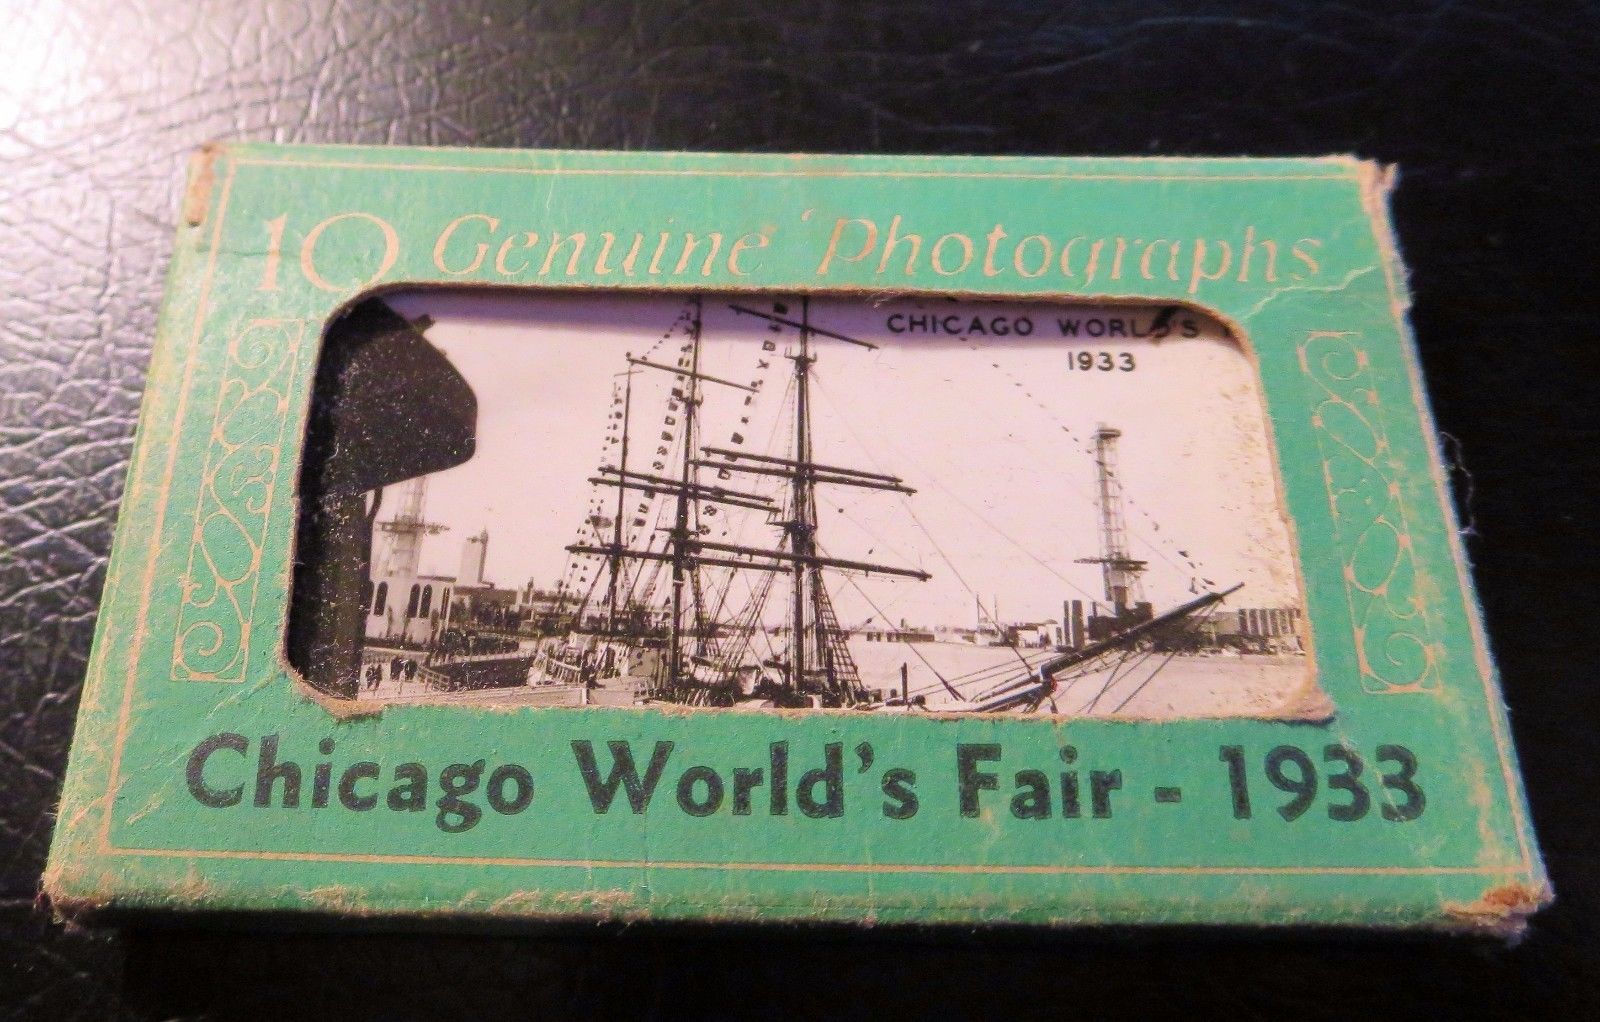 10 Genuine Photographs
CHICAGO WORLD'S
1933
Chicago World's Fair - 1933